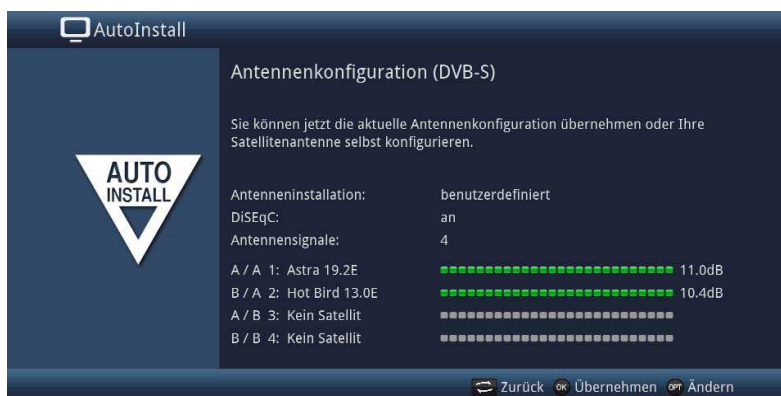 AutoInstall
Antennenkonfiguration (DVB-S)
Sie können jetzt die aktuelle Antennenkonfiguration übernehmen oder Ihre
Satellitenantenne selbst konfigurieren.
AUTO
INSTALL
Antenneninstallation: benutzerdefiniert
DiSEqC: an
Antennensignale: 4
A / A 1: Astra 19.2E 11.0dB
B / A 2: Hot Bird 13.0E 10.4dB
A / B 3: Kein Satellit
B / B 4: Kein Satellit
Zurück OK Übernehmen OPT Ändern